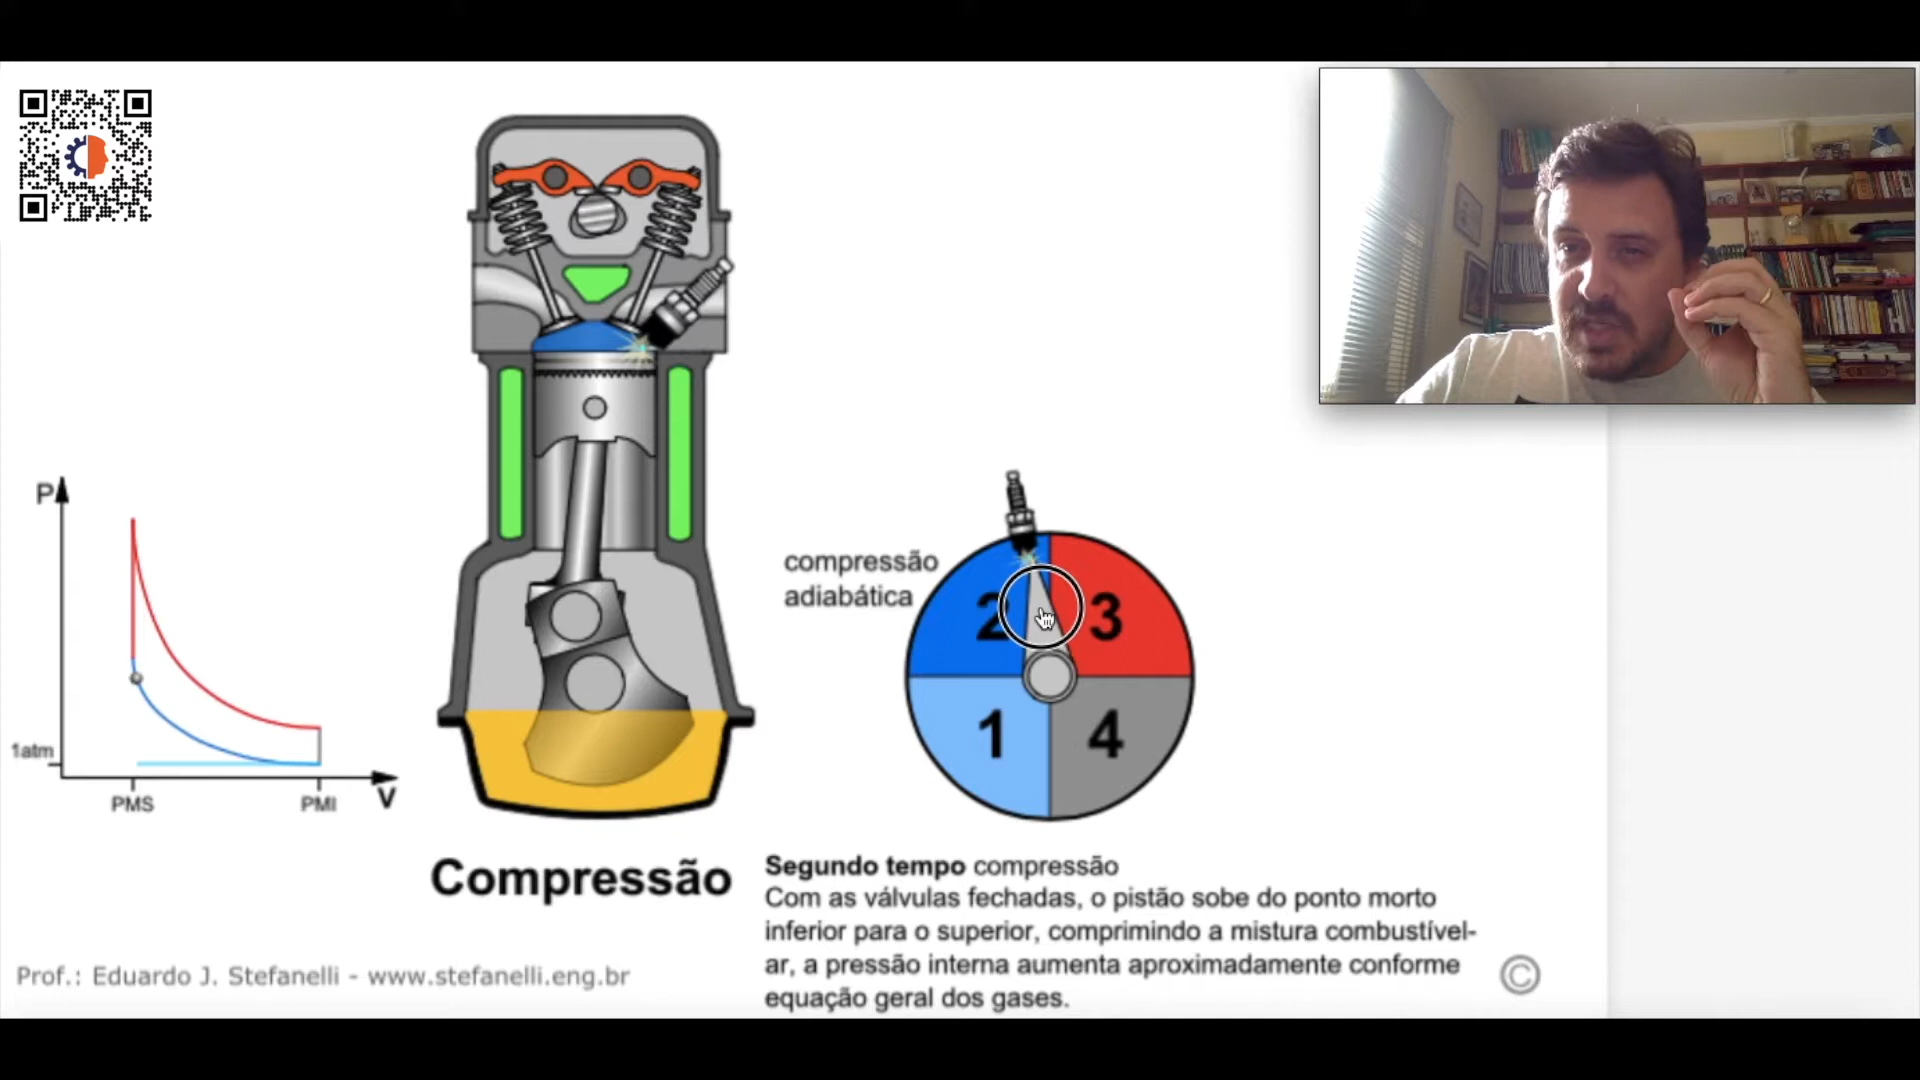 P
1atm
PMS
PMI
V
compressão
adiabática
2
3
1
4
Compressão
Segundo tempo compressão
Com as válvulas fechadas, o pistão sobe do ponto morto
inferior para o superior, comprimindo a mistura combustível-
ar, a pressão interna aumenta aproximadamente conforme
equação geral dos gases.
Prof.: Eduardo J. Stefanelli - www.stefanelli.eng.br
©